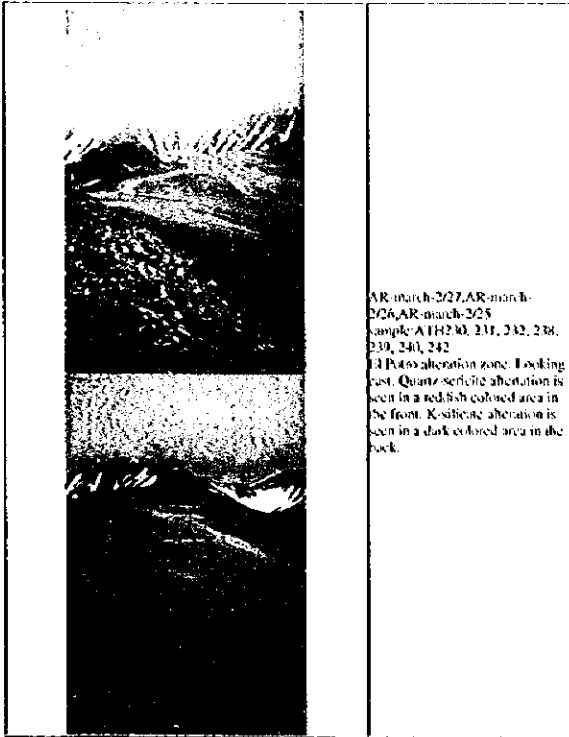 AR-march-2/27,AR-march-
2/26,AR-march-2/25
sample:ATH230, 231, 232, 238,
239, 240, 242
El Potro alteration zone. Looking
east. Quartz-sericite alteration is
seen in a reddish colored area in
the front. K-silicate alteration is
seen in a dark colored area in the
back.